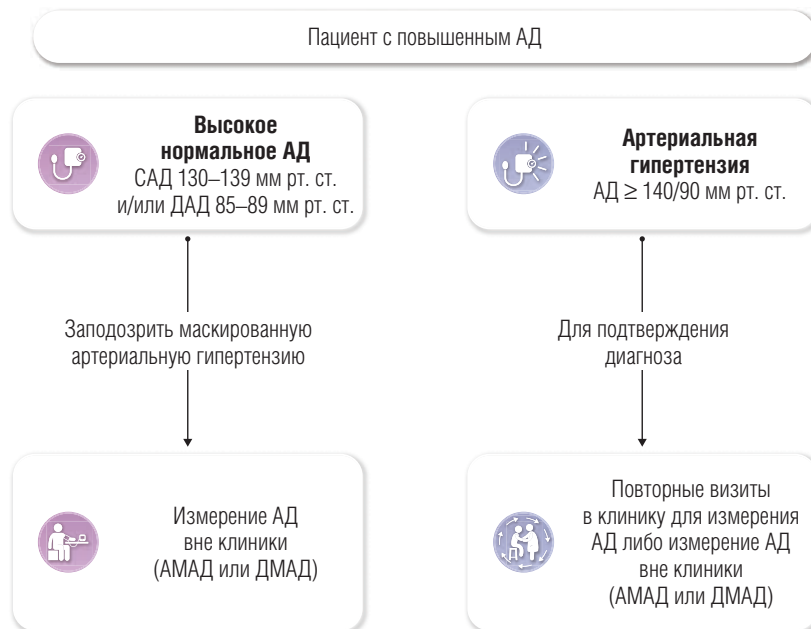 Пациент с повышенным АД
Высокое
нормальное АД
САД 130–139 мм рт. ст.
и/или ДАД 85–89 мм рт. ст.
Артериальная
гипертензия
АД ≥ 140/90 мм рт. ст.
Заподозрить маскированную
артериальную гипертензию
Для подтверждения
диагноза
Измерение АД
вне клиники
(АМАД или ДМАД)
Повторные визиты
в клинику для измерения
АД либо измерение АД
вне клиники
(АМАД или ДМАД)